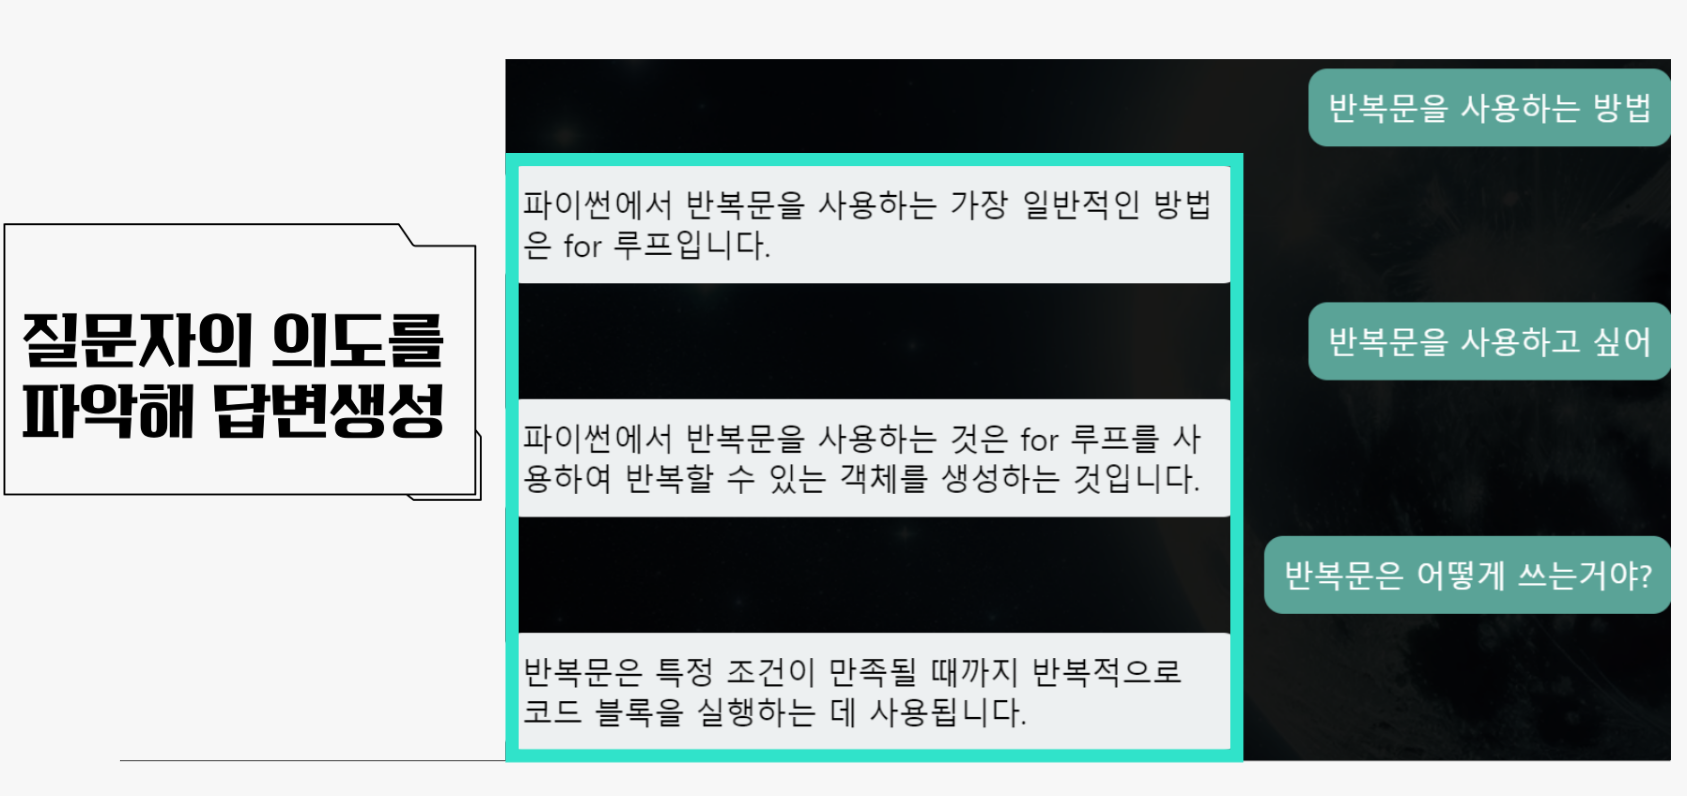 질문자의 의도를
파악해 답변생성
반복문을 사용하는 방법
파이썬에서 반복문을 사용하는 가장 일반적인 방법
은 for 루프입니다.
반복문을 사용하고 싶어
파이썬에서 반복문을 사용하는 것은 for 루프를 사
용하여 반복할 수 있는 객체를 생성하는 것입니다.
반복문은 어떻게 쓰는거야?
반복문은 특정 조건이 만족될 때까지 반복적으로
코드 블록을 실행하는 데 사용됩니다.